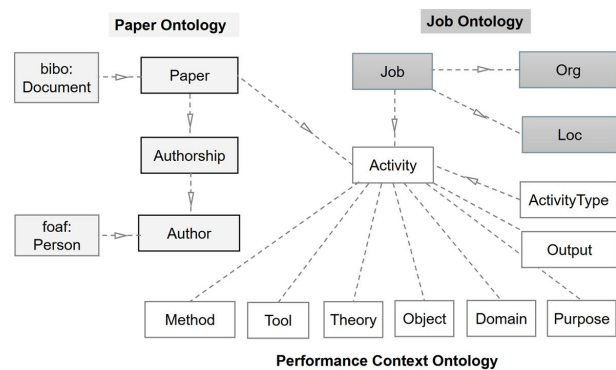 Paper Ontology
Job Ontology
bibo:
Document
Paper
Job
Org
Loc
Authorship
Activity
ActivityType
foaf:
Person
Author
Output
Method
Tool
Theory
Object
Domain
Purpose
Performance Context Ontology